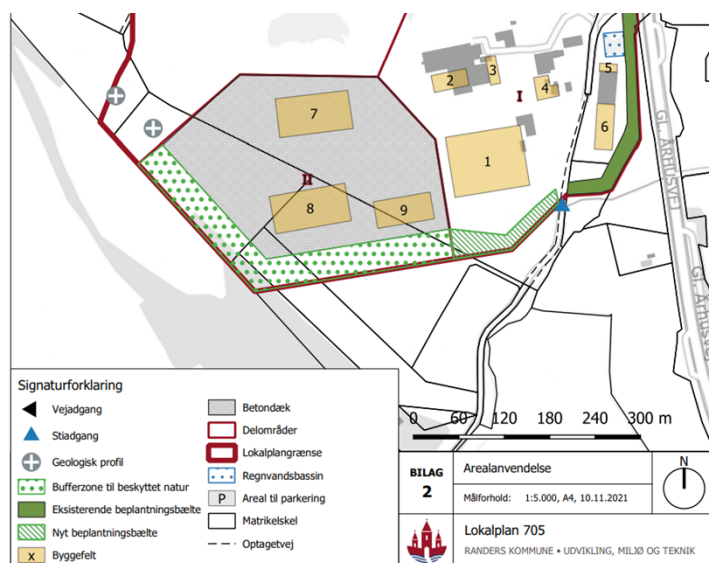 5
2
3
4
I
7
6
GL. ÅRHUSVEJ
1
II
8
9
Gl. Århusvej
Signaturforklaring
Vejadgang
Stiadgang
Geologisk profil
Bufferzone til beskyttet natur
Eksisterende beplantningsbælte
Nyt beplantningsbælte
x Byggefelt
Betondæk
Delområder
Lokalplangrænse
Regnvandsbassin
P Areal til parkering
Matrikelskel
Optagetvej
0 60 120 180 240 300 m
BILAG
2
Arealanvendelse
Målforhold: 1:5.000, A4, 10.11.2021
N
Lokalplan 705
RANDERS KOMMUNE • UDVIKLING, MILJØ OG TEKNIK